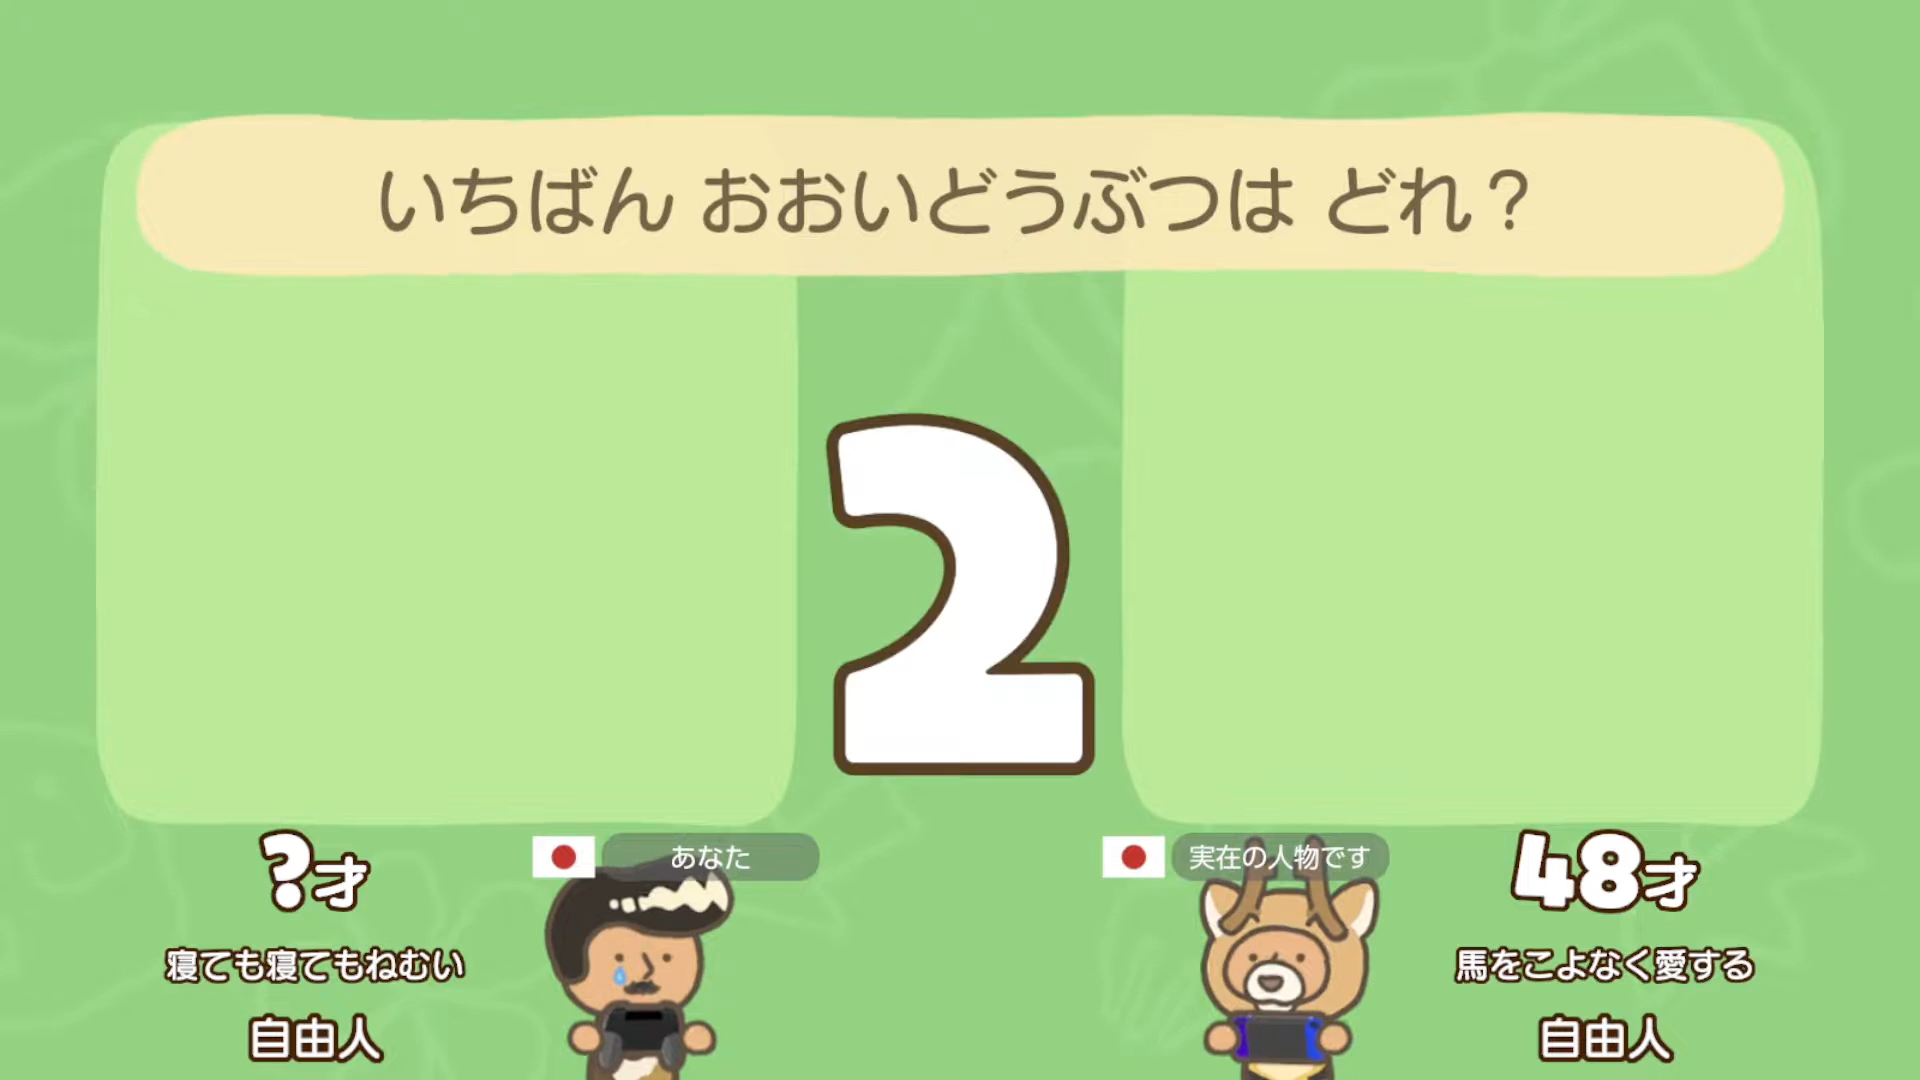 いちばん おおいどうぶつは どれ？
2
?才
あなた
実在の人物です
48才
寝ても寝てもねむい
馬をこよなく愛する
自由人
自由人